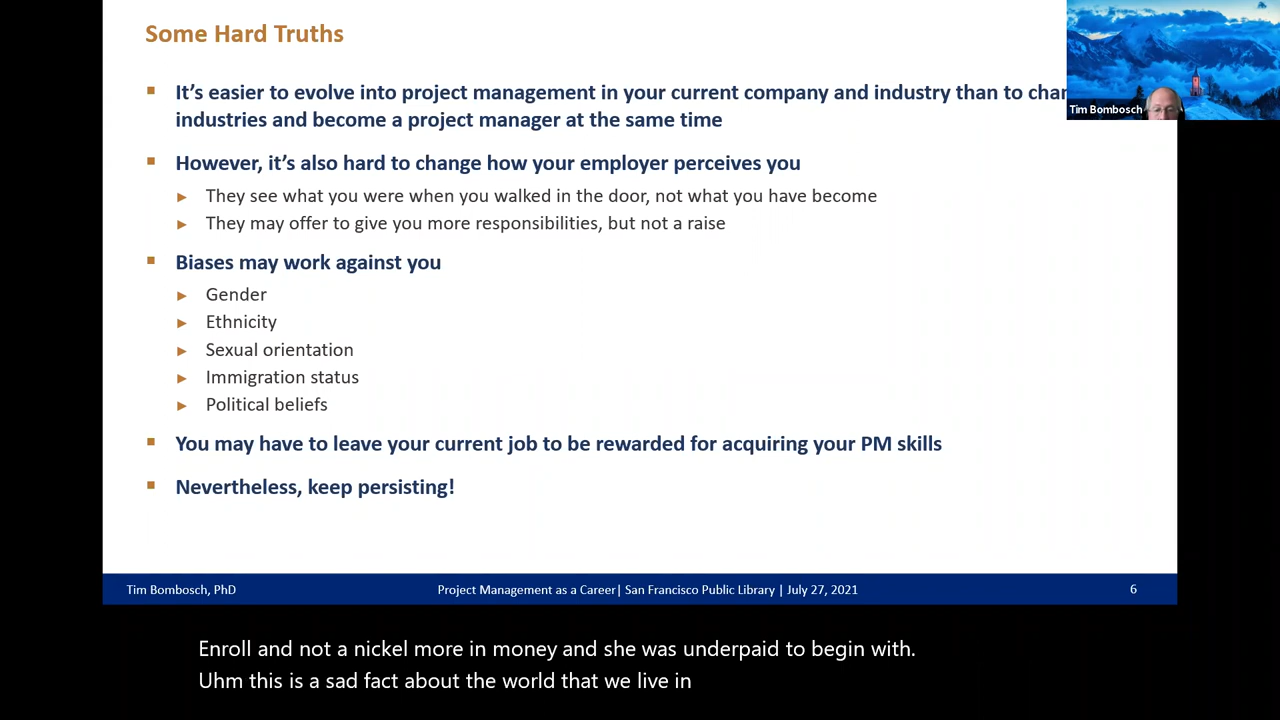 Some Hard Truths
It’s easier to evolve into project management in your current company and industry than to
industries and become a project manager at the same time
Tim Bombosch
However, it’s also hard to change how your employer perceives you
They see what you were when you walked in the door, not what you have become
They may offer to give you more responsibilities, but not a raise
Biases may work against you
Gender
Ethnicity
Sexual orientation
Immigration status
Political beliefs
You may have to leave your current job to be rewarded for acquiring your PM skills
Nevertheless, keep persisting!
Tim Bombosch, PhD
Project Management as a Career| San Francisco Public Library | July 27, 2021
6
Enroll and not a nickel more in money and she was underpaid to begin with.
Uhm this is a sad fact about the world that we live in